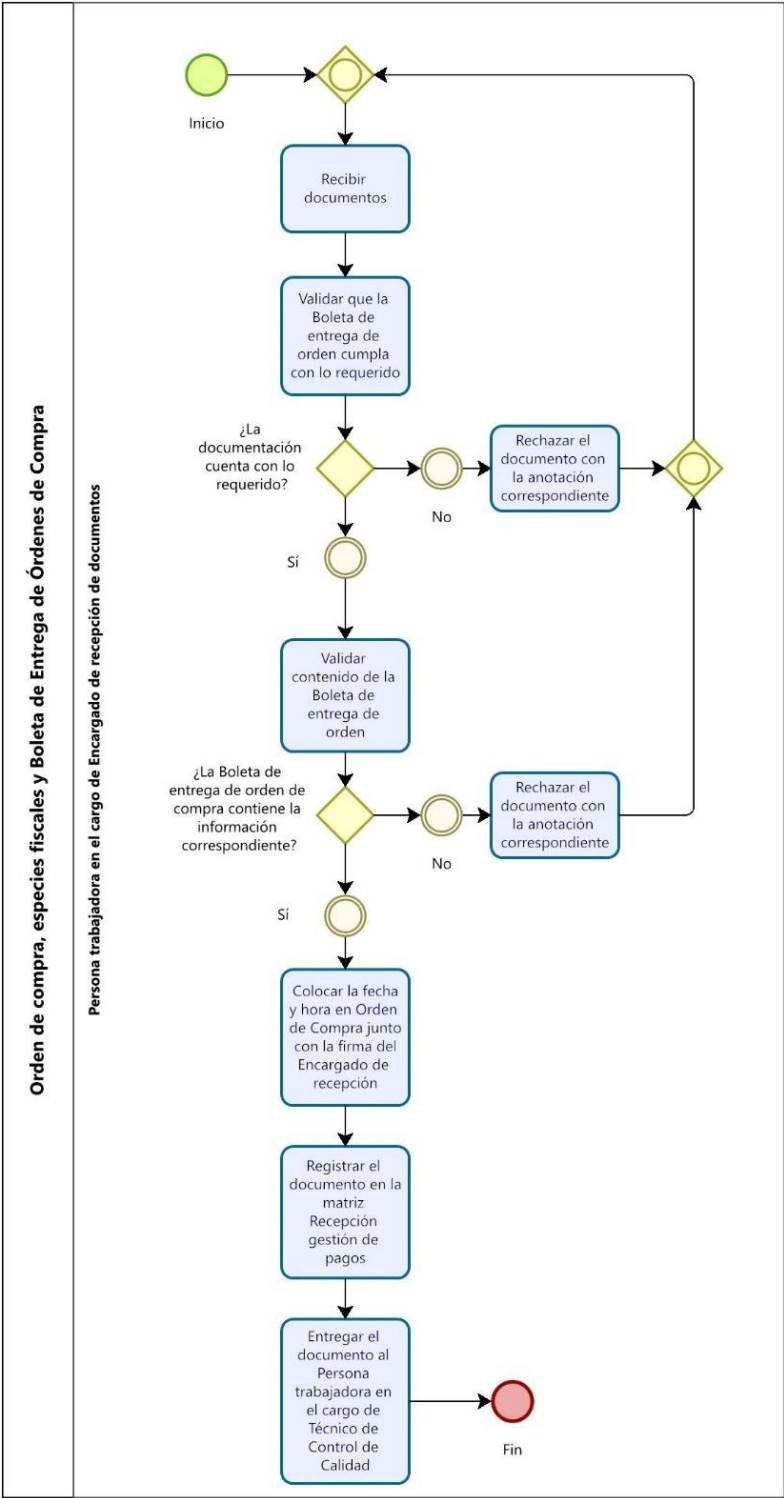 Orden de compra, especies fiscales y Boleta de Entrega de Órdenes de Compra
Persona trabajadora en el cargo de Encargado de recepción de documentos
Inicio
Recibir
documentos
Validar que la
Boleta de
entrega de
orden cumpla
con lo requerido
¿La
documentación
cuenta con lo
requerido?
No
Rechazar el
documento con
la anotación
correspondiente
Sí
Validar
contenido de la
Boleta de
entrega de
orden
¿La Boleta de
entrega de orden de
compra contiene la
información
correspondiente?
No
Rechazar el
documento con
la anotación
correspondiente
Sí
Colocar la fecha
y hora en Orden
de Compra junto
con la firma del
Encargado de
recepción
Registrar el
documento en la
matriz
Recepción
gestión de
pagos
Entregar el
documento al
Persona
trabajadora en
el cargo de
Técnico de
Control de
Calidad
Fin